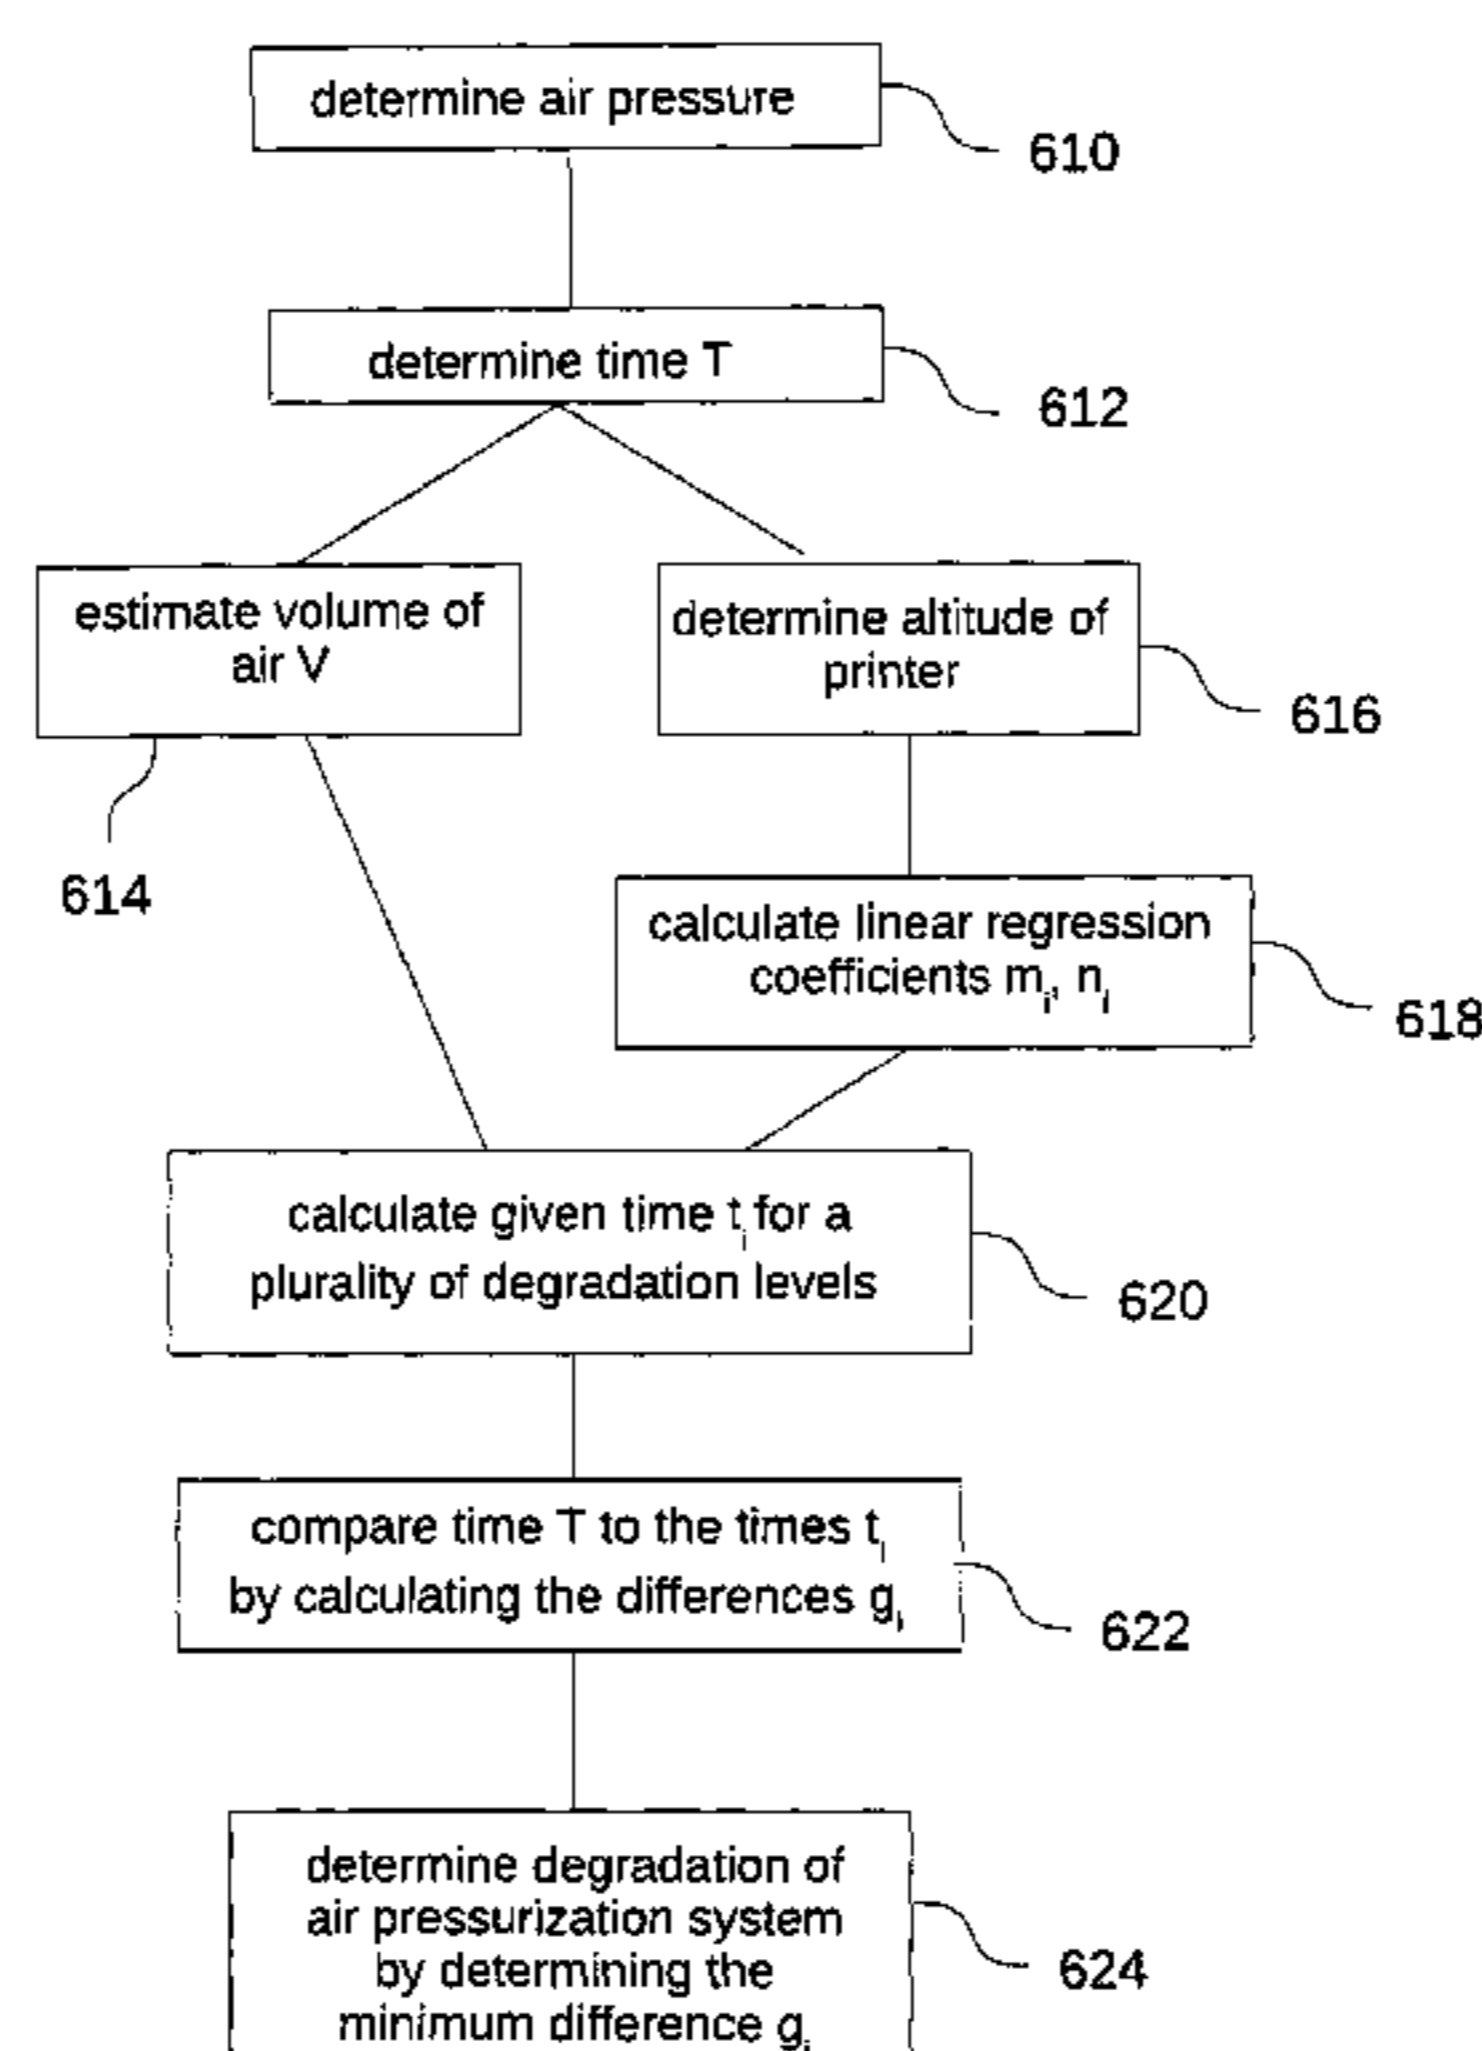 determine air pressure
610
determine time T
612
estimate volume of
air V
614
determine altitude of
printer
616
calculate linear regression
coefficients mᵢ, nᵢ
618
calculate given time tᵢ for a
plurality of degradation levels
620
compare time T to the times tᵢ
by calculating the differences gᵢ
622
determine degradation of
air pressurization system
by determining the
minimum difference gᵢ
624